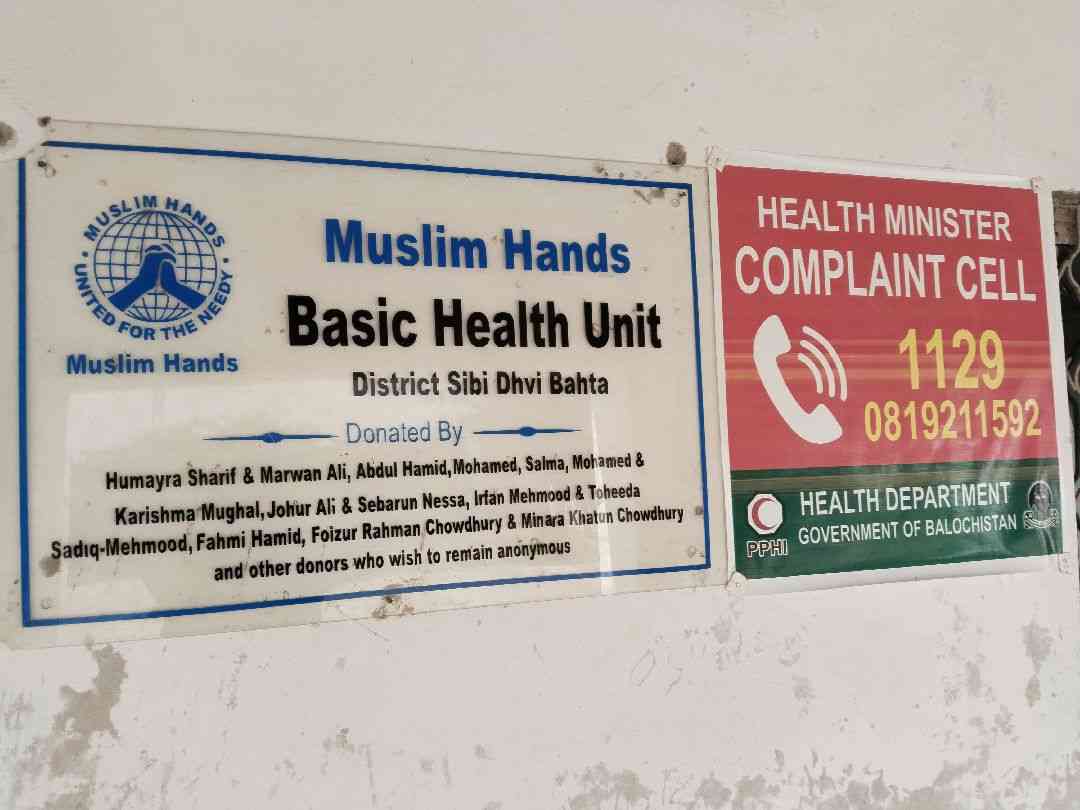 MUSLIM HANDS
UNITED FOR THE NEEDY
Muslim Hands
Muslim Hands
Basic Health Unit
District Sibi Dhvi Bahta
Donated By
Humayra Sharif & Marwan Ali, Abdul Hamid, Mohamed, Salma, Mohamed &
Karishma Mughal, Johur Ali & Sebarun Nessa, Irfan Mehmood & Toheeda
Sadiq-Mehmood, Fahmi Hamid, Foizur Rahman Chowdhury & Minara Khatun Chowdhury
and other donors who wish to remain anonymous
HEALTH MINISTER
COMPLAINT CELL
1129
0819211592
PPHI
HEALTH DEPARTMENT
GOVERNMENT OF BALOCHISTAN